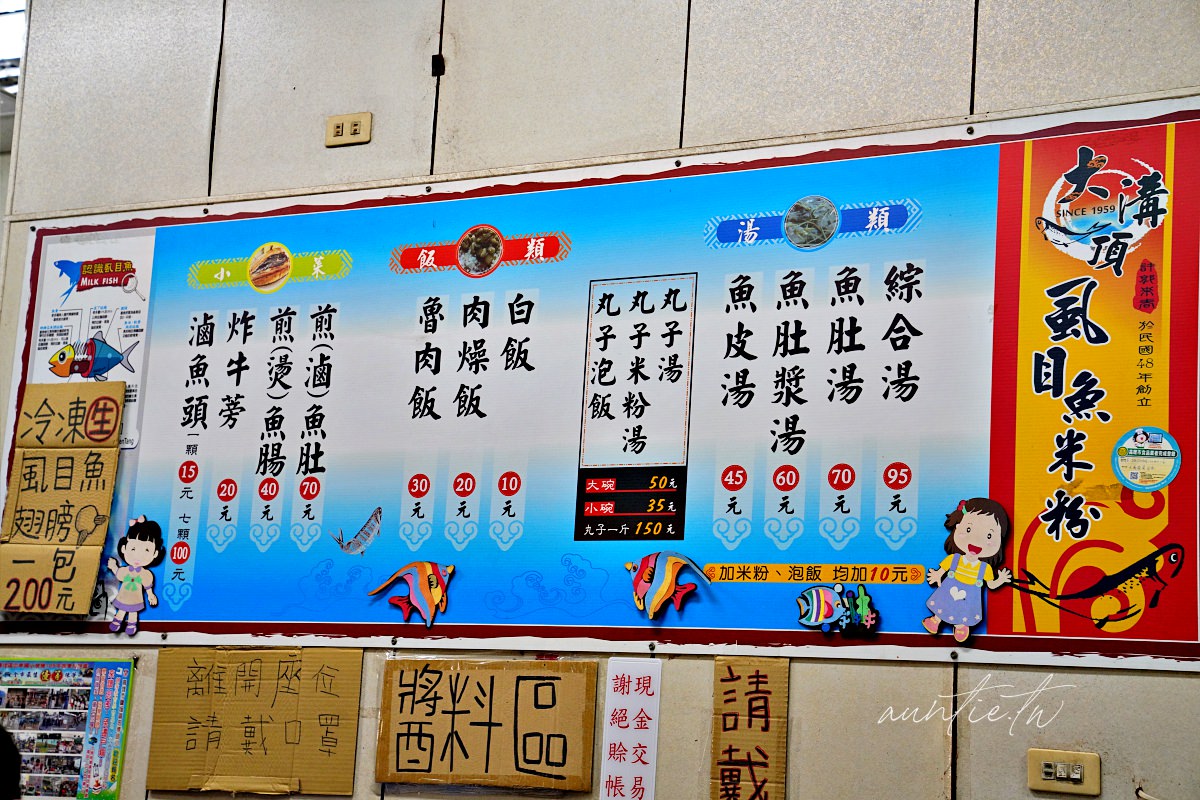 大溝頂
SINCE 1959
虱目魚米粉
於民國48年創立
湯類
綜合湯 95元
魚肚湯 70元
魚肚漿湯 60元
魚皮湯 45元
丸子湯
丸子米粉湯
丸子泡飯
大碗 50元
小碗 35元
丸子一斤 150元
加米粉、泡飯 均加10元
飯類
白飯 10元
肉燥飯 20元
魯肉飯 30元
小菜
煎(滷)魚肚 70元
煎(燙)魚腸 40元
炸牛蒡 20元
滷魚頭 一顆 15元 七顆 100元
認識虱目魚
MILK FISH
冷凍生
虱目魚
翅膀
一包
200元
離開座位
請戴口罩
醬料區
現金交易
謝絕賒帳
請戴
auntie.tw